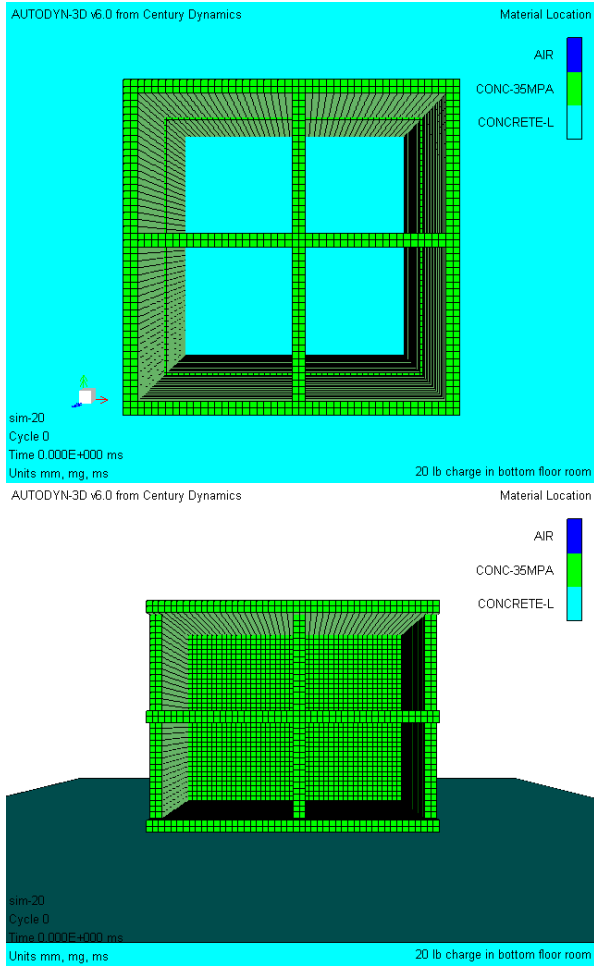 AUTODYN-3D v6.0 from Century Dynamics
Material Location
AIR
CONC-35MPA
CONCRETE-L
sim-20
Cycle 0
Time 0.000E+000 ms
Units mm, mg, ms
20 lb charge in bottom floor room
AUTODYN-3D v6.0 from Century Dynamics
Material Location
AIR
CONC-35MPA
CONCRETE-L
sim-20
Cycle 0
Time 0.000E+000 ms
Units mm, mg, ms
20 lb charge in bottom floor room